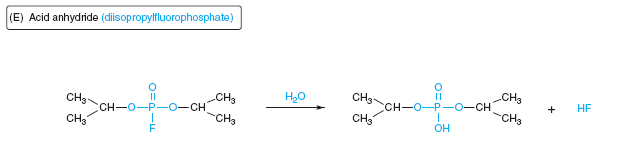 (E) Acid anhydride (diisopropylfluorophosphate)
O O
CH3 CH3 H2O CH3 CH3
CH—O—P—O—CH CH—O—P—O—CH + HF
CH3 CH3 CH3 CH3
F OH